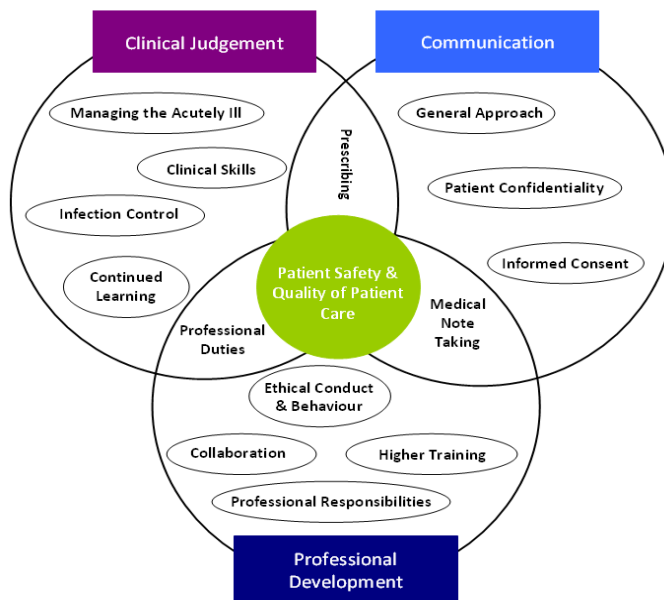 Clinical Judgement
Communication
Managing the Acutely Ill
Clinical Skills
Infection Control
Continued
Learning
Prescribing
General Approach
Patient Confidentiality
Informed Consent
Patient Safety &
Quality of Patient
Care
Professional
Duties
Medical
Note
Taking
Ethical Conduct
& Behaviour
Collaboration
Higher Training
Professional Responsibilities
Professional
Development